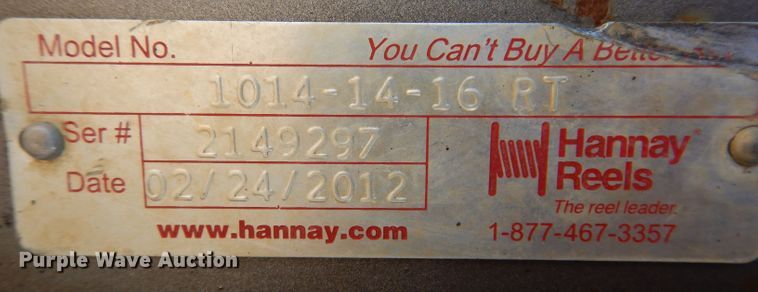 Model No.
You Can't Buy A Better
1014-14-16 RT
Ser # 2149297
Date 02/24/2012
Hannay®
Reels
The reel leader.
www.hannay.com
1-877-467-3357
Purple Wave Auction